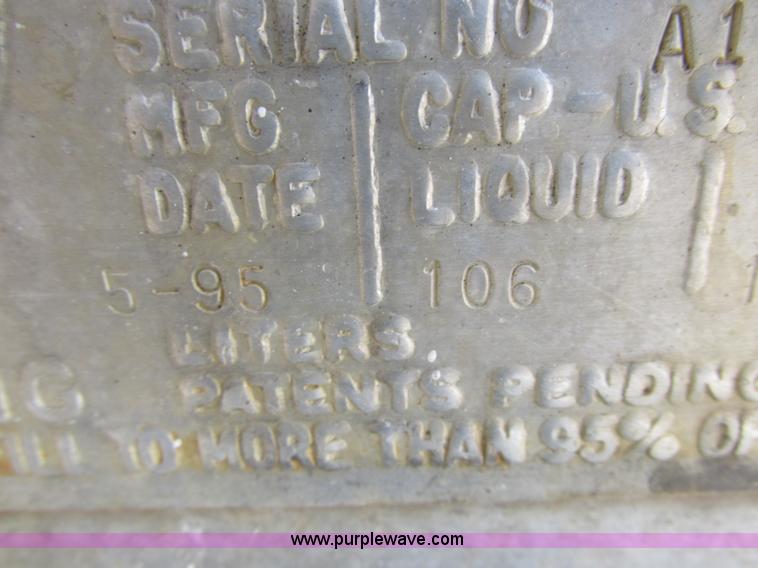 SERIAL NO A1
MFG CAP-U.S.
DATE LIQUID
5-95 106
LITERS
PATENTS PENDING
TO MORE THAN 95% OF
www.purplewave.com